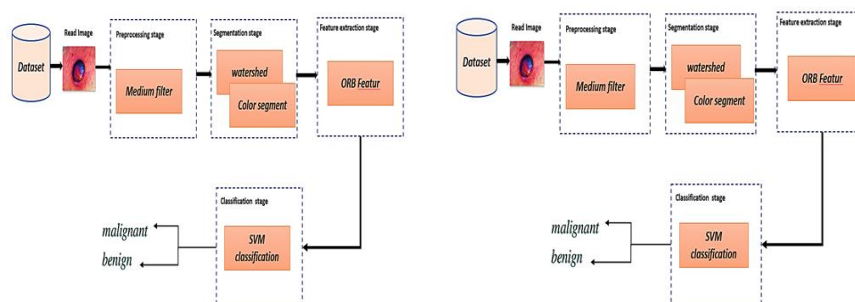 Read Image
Preprocessing stage
Segmentation stage
Feature extraction stage
Dataset
Medium filter
watershed
Color segment
ORB Featur
Classification stage
SVM
classification
malignant
benign
Read Image
Preprocessing stage
Segmentation stage
Feature extraction stage
Dataset
Medium filter
watershed
Color segment
ORB Featur
Classification stage
SVM
classification
malignant
benign